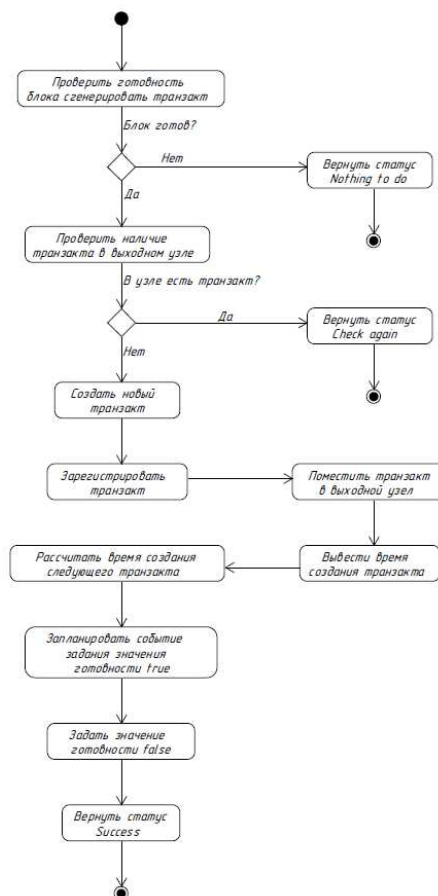 Проверить готовность
блока сгенерировать транзакт
Блок готов?
Нет
Вернуть статус
Nothing to do
Да
Проверить наличие
транзакта в выходном узле
В узле есть транзакт?
Да
Вернуть статус
Check again
Нет
Создать новый
транзакт
Зарегистрировать
транзакт
Поместить транзакт
в выходной узел
Вывести время
создания транзакта
Рассчитать время создания
следующего транзакта
Запланировать событие
задания значения
готовности true
Задать значение
готовности false
Вернуть статус
Success